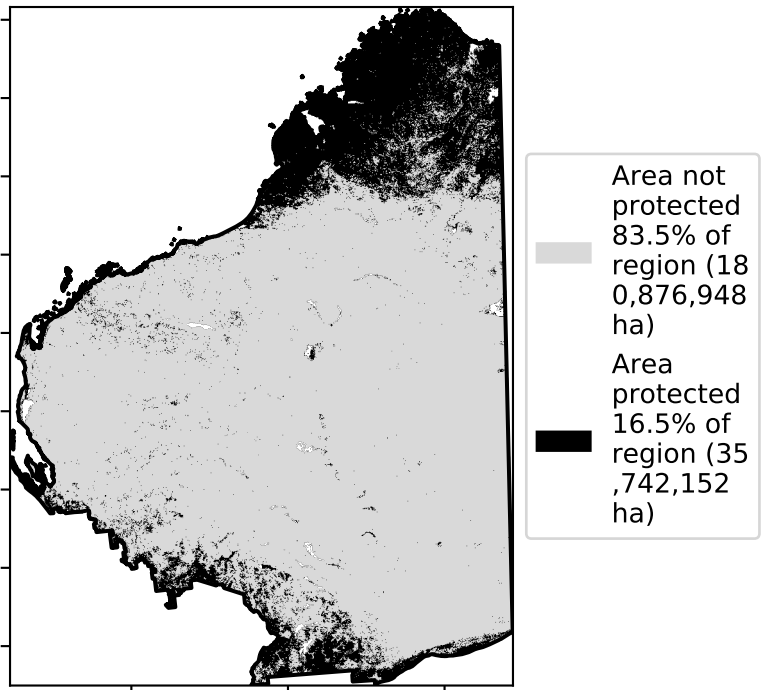 Area not
protected
83.5% of
region (18
0,876,948
ha)
Area
protected
16.5% of
region (35
,742,152
ha)